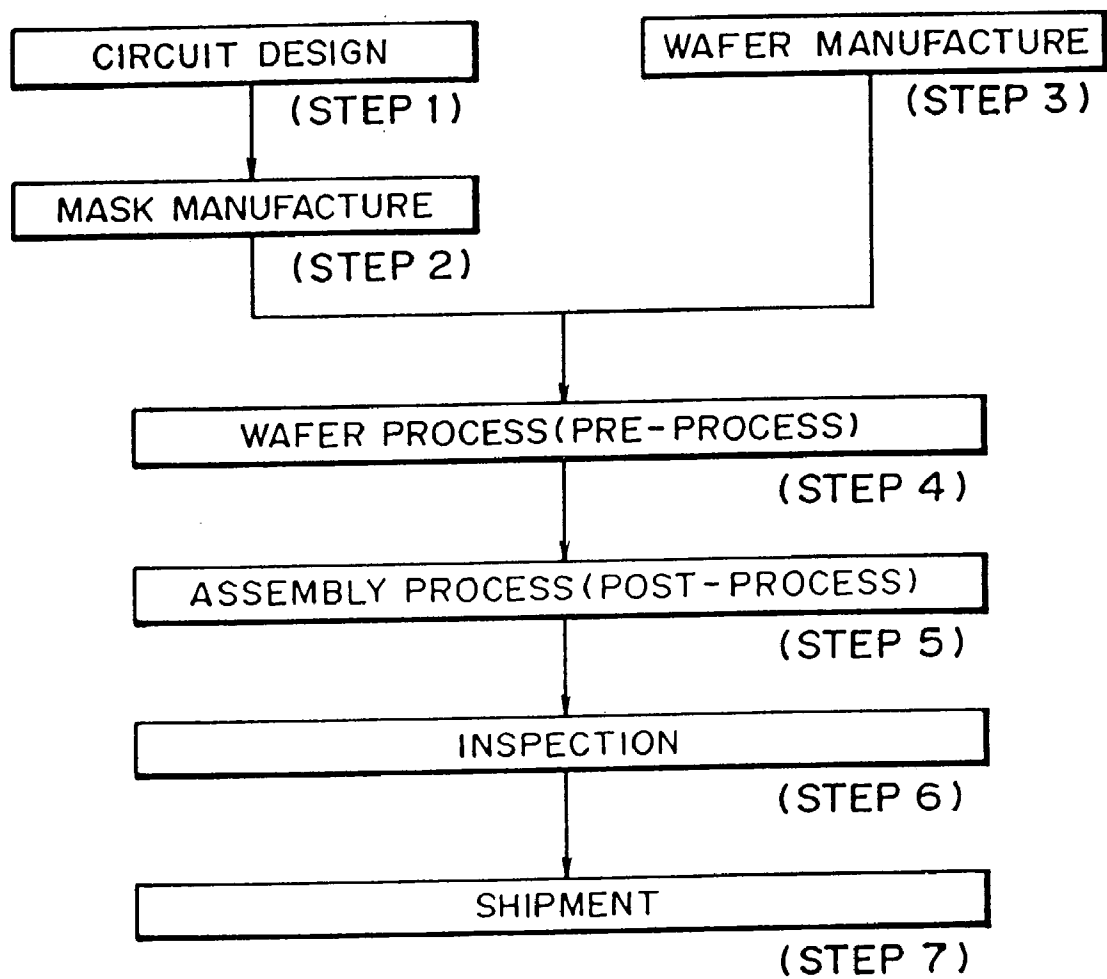 CIRCUIT DESIGN
(STEP 1)
MASK MANUFACTURE
(STEP 2)
WAFER MANUFACTURE
(STEP 3)
WAFER PROCESS(PRE-PROCESS)
(STEP 4)
ASSEMBLY PROCESS(POST-PROCESS)
(STEP 5)
INSPECTION
(STEP 6)
SHIPMENT
(STEP 7)